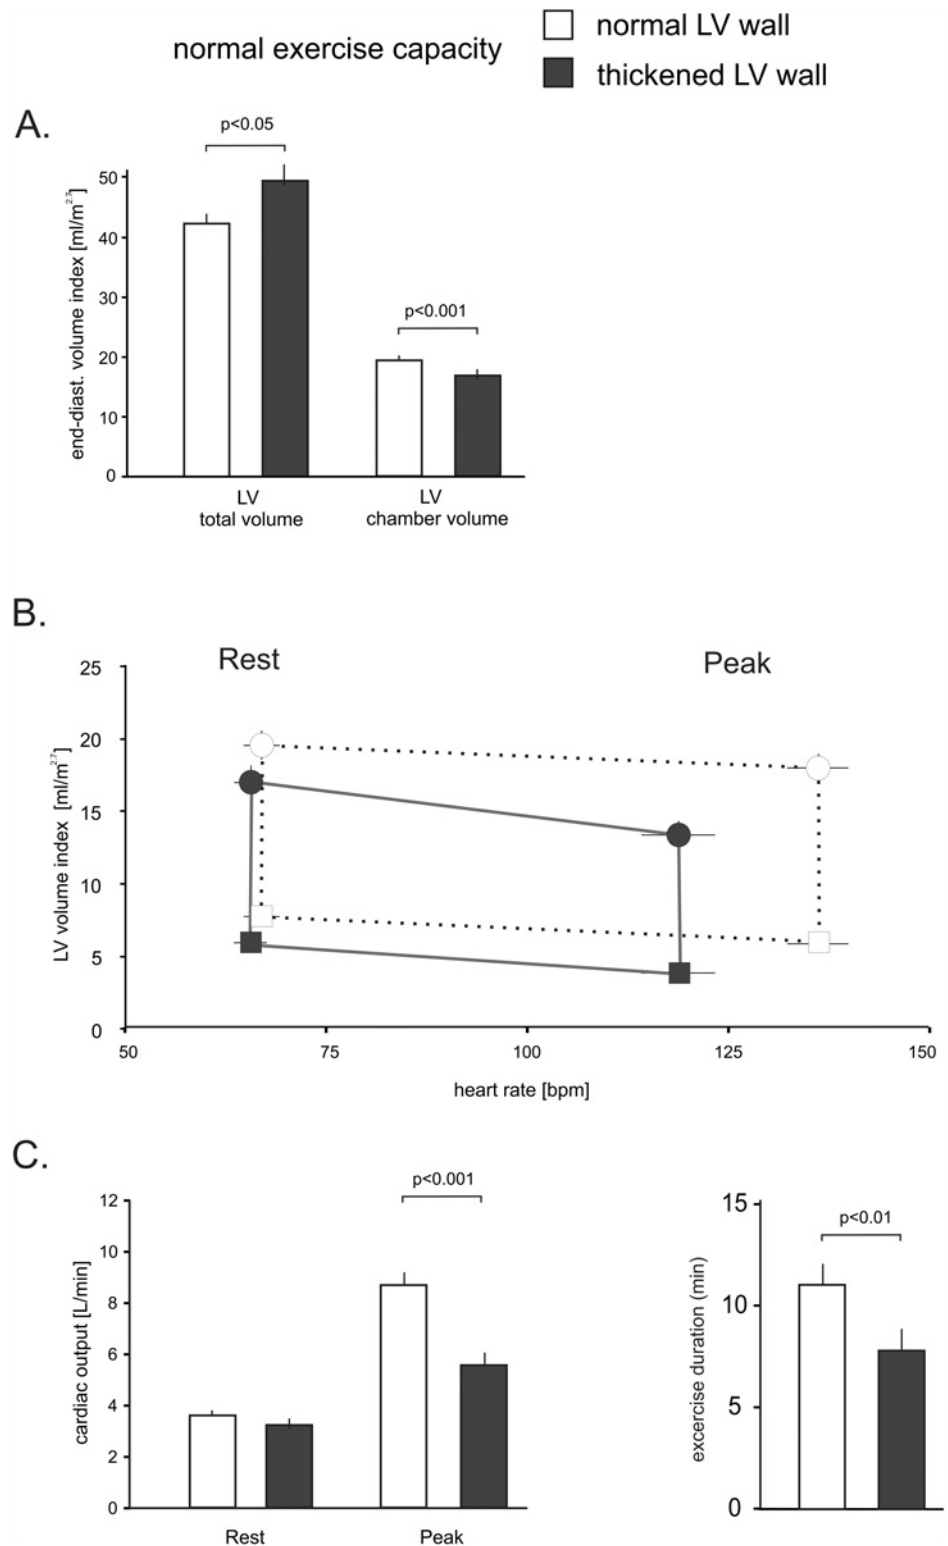 normal exercise capacity
normal LV wall
thickened LV wall
A.
p<0.05
p<0.001
end-diast. volume index [ml/m^2.7]
50
40
30
20
10
0
LV
total volume
LV
chamber volume
B.
Rest
Peak
LV volume index [ml/m^2.7]
25
20
15
10
5
0
50
75
100
125
150
heart rate [bpm]
C.
p<0.001
cardiac output [L/min]
12
10
8
6
4
2
0
Rest
Peak
p<0.01
excercise duration (min)
15
10
5
0